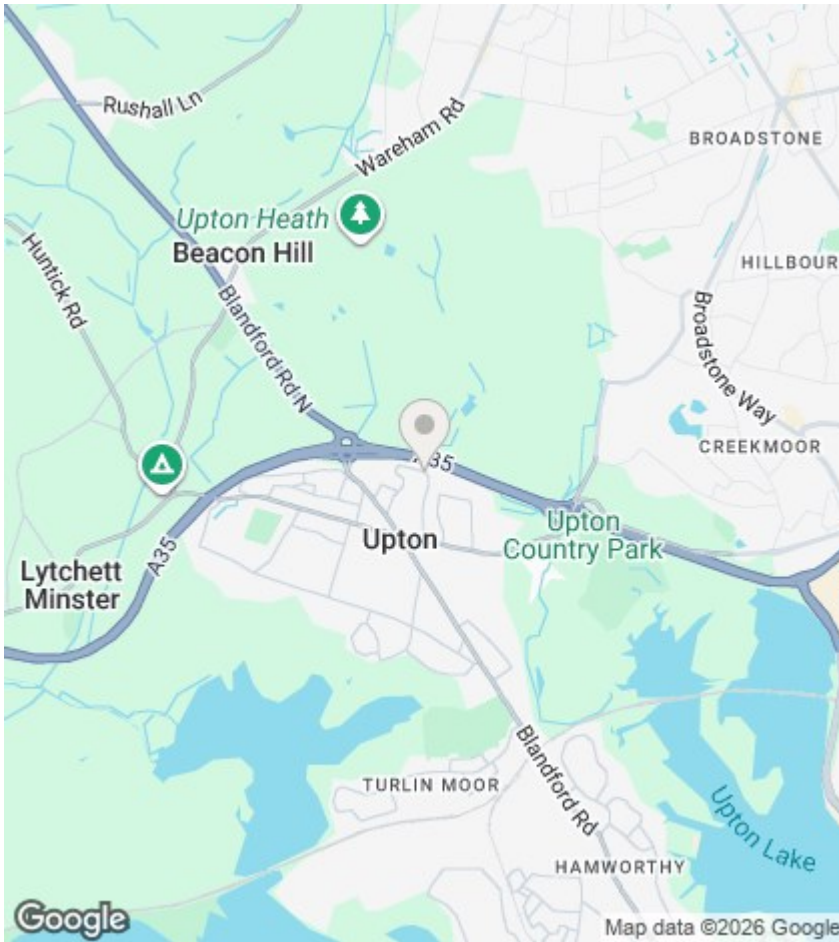 Rushall Ln
Wareham Rd
BROADSTONE
Upton Heath
Beacon Hill
HILLBOUR
Huntick Rd
Blandford Rd N
Broadstone Way
CREEKMOOR
A35
Upton
Upton
Country Park
Lytchett
Minster
A35
TURLIN MOOR
Blandford Rd
Upton Lake
HAMWORTHY
Google
Map data ©2026 Google